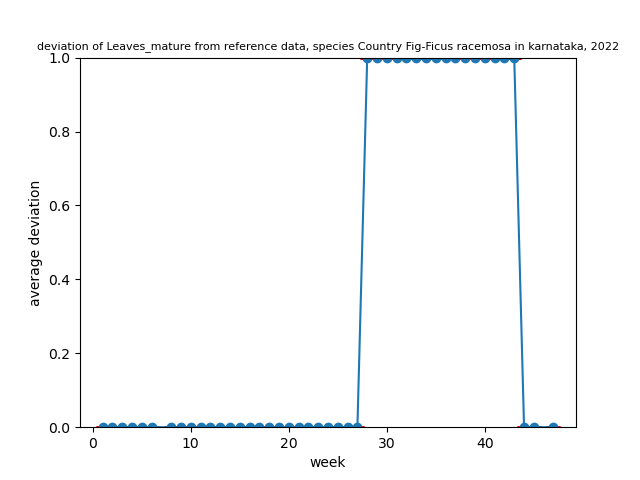 deviation of Leaves_mature from reference data, species Country Fig-Ficus racemosa in karnataka, 2022
1.0
0.8
0.6
0.4
0.2
0.0
average deviation
0 10 20 30 40
week